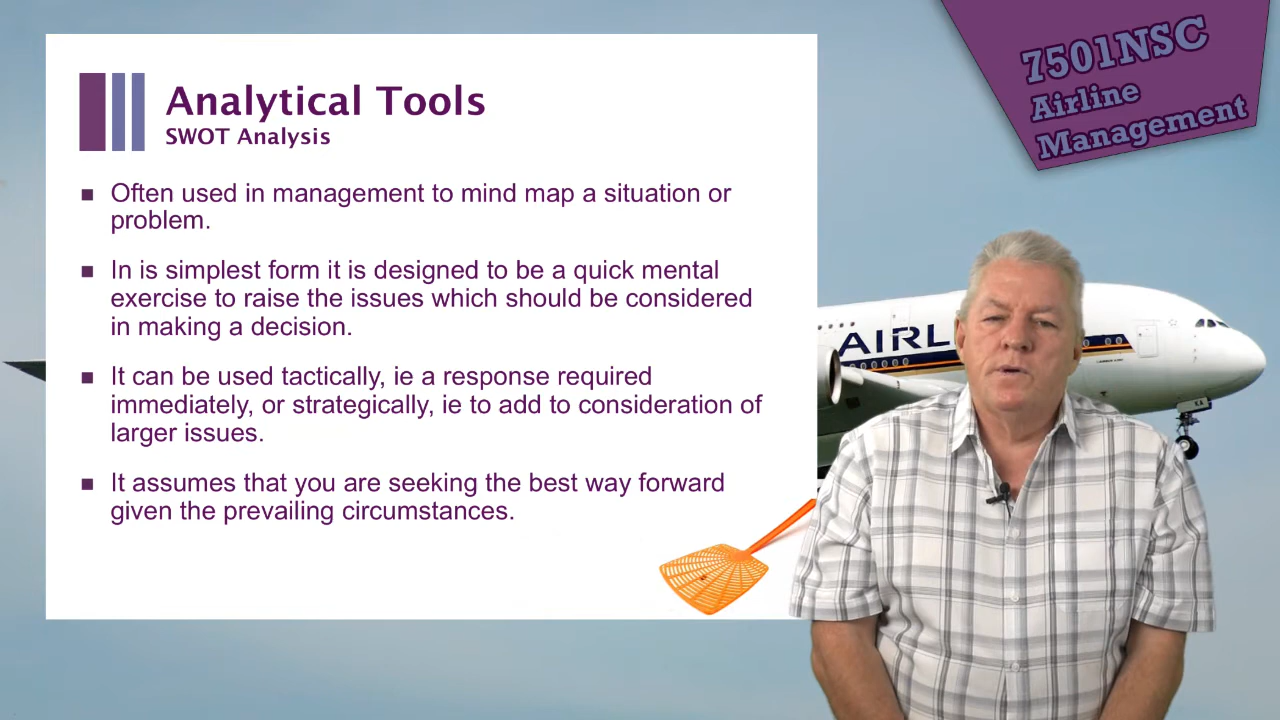 7501NSC
Airline
Management
Analytical Tools
SWOT Analysis
Often used in management to mind map a situation or
problem.
In is simplest form it is designed to be a quick mental
exercise to raise the issues which should be considered
in making a decision.
It can be used tactically, ie a response required
immediately, or strategically, ie to add to consideration of
larger issues.
It assumes that you are seeking the best way forward
given the prevailing circumstances.
AIRL
KA